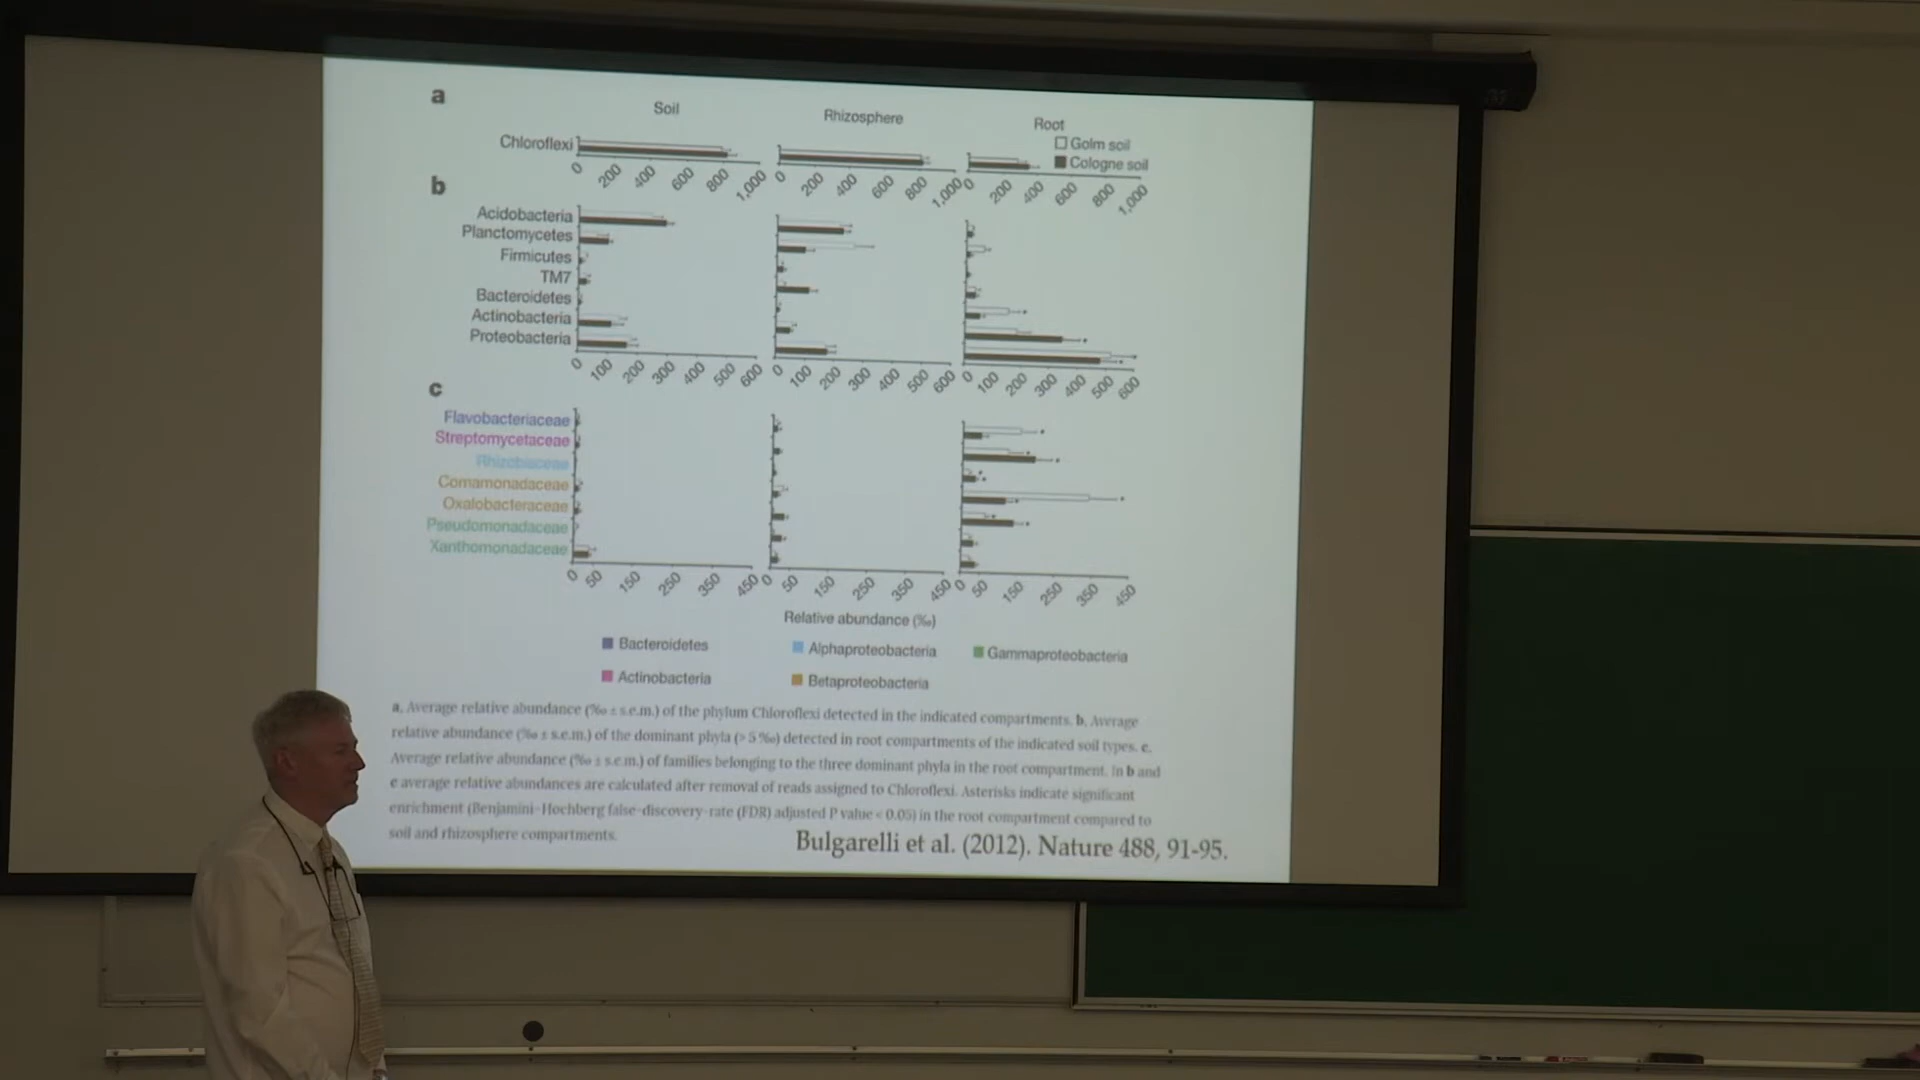 a
Soil
Rhizosphere
Root
Golm soil
Cologne soil
Chloroflexi
0 200 400 600 800 1,000
0 200 400 600 800 1,000
0 200 400 600 800 1,000
b
Acidobacteria
Planctomycetes
Firmicutes
TM7
Bacteroidetes
Actinobacteria
Proteobacteria
0 100 200 300 400 500 600
0 100 200 300 400 500 600
0 100 200 300 400 500 600
c
Flavobacteriaceae
Streptomycetaceae
Rhizobiaceae
Comamonadaceae
Oxalobacteraceae
Pseudomonadaceae
Xanthomonadaceae
0 50 150 250 350 450
0 50 150 250 350 450
0 50 150 250 350 450
Relative abundance (‰)
Bacteroidetes
Alphaproteobacteria
Gammaproteobacteria
Actinobacteria
Betaproteobacteria
a, Average relative abundance (‰ ± s.e.m.) of the phylum Chloroflexi detected in the indicated compartments. b, Average
relative abundance (‰ ± s.e.m.) of the dominant phyla (> 5 ‰) detected in root compartments of the indicated soil types. c,
Average relative abundance (‰ ± s.e.m.) of families belonging to the three dominant phyla in the root compartment. In b and
c average relative abundances are calculated after removal of reads assigned to Chloroflexi. Asterisks indicate significant
enrichment (Benjamini–Hochberg false-discovery-rate (FDR) adjusted P value < 0.05) in the root compartment compared to
soil and rhizosphere compartments.
Bulgarelli et al. (2012). Nature 488, 91-95.